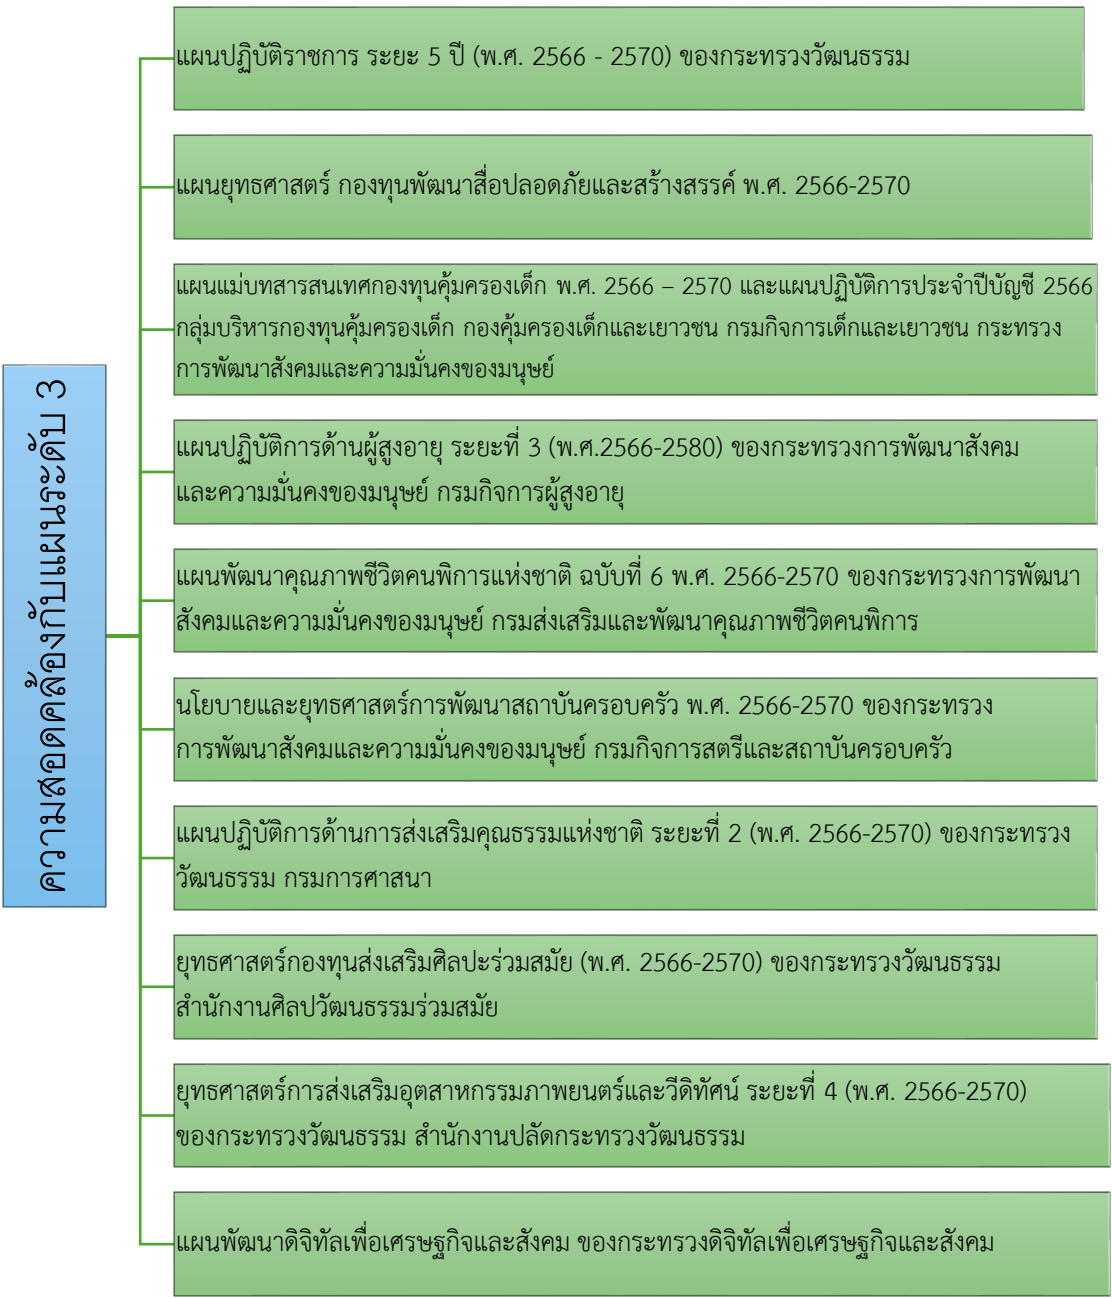 ความสอดคล้องกับแผนระดับ 3
แผนปฏิบัติราชการ ระยะ 5 ปี (พ.ศ. 2566 - 2570) ของกระทรวงวัฒนธรรม
แผนยุทธศาสตร์ กองทุนพัฒนาสื่อปลอดภัยและสร้างสรรค์ พ.ศ. 2566-2570
แผนแม่บทสารสนเทศกองทุนคุ้มครองเด็ก พ.ศ. 2566 – 2570 และแผนปฏิบัติการประจำปีบัญชี 2566
กลุ่มบริหารกองทุนคุ้มครองเด็ก กองคุ้มครองเด็กและเยาวชน กรมกิจการเด็กและเยาวชน กระทรวง
การพัฒนาสังคมและความมั่นคงของมนุษย์
แผนปฏิบัติการด้านผู้สูงอายุ ระยะที่ 3 (พ.ศ.2566-2580) ของกระทรวงการพัฒนาสังคม
และความมั่นคงของมนุษย์ กรมกิจการผู้สูงอายุ
แผนพัฒนาคุณภาพชีวิตคนพิการแห่งชาติ ฉบับที่ 6 พ.ศ. 2566-2570 ของกระทรวงการพัฒนา
สังคมและความมั่นคงของมนุษย์ กรมส่งเสริมและพัฒนาคุณภาพชีวิตคนพิการ
นโยบายและยุทธศาสตร์การพัฒนาสถาบันครอบครัว พ.ศ. 2566-2570 ของกระทรวง
การพัฒนาสังคมและความมั่นคงของมนุษย์ กรมกิจการสตรีและสถาบันครอบครัว
แผนปฏิบัติการด้านการส่งเสริมคุณธรรมแห่งชาติ ระยะที่ 2 (พ.ศ. 2566-2570) ของกระทรวง
วัฒนธรรม กรมการศาสนา
ยุทธศาสตร์กองทุนส่งเสริมศิลปะร่วมสมัย (พ.ศ. 2566-2570) ของกระทรวงวัฒนธรรม
สำนักงานศิลปวัฒนธรรมร่วมสมัย
ยุทธศาสตร์การส่งเสริมอุตสาหกรรมภาพยนตร์และวีดิทัศน์ ระยะที่ 4 (พ.ศ. 2566-2570)
ของกระทรวงวัฒนธรรม สำนักงานปลัดกระทรวงวัฒนธรรม
แผนพัฒนาดิจิทัลเพื่อเศรษฐกิจและสังคม ของกระทรวงดิจิทัลเพื่อเศรษฐกิจและสังคม